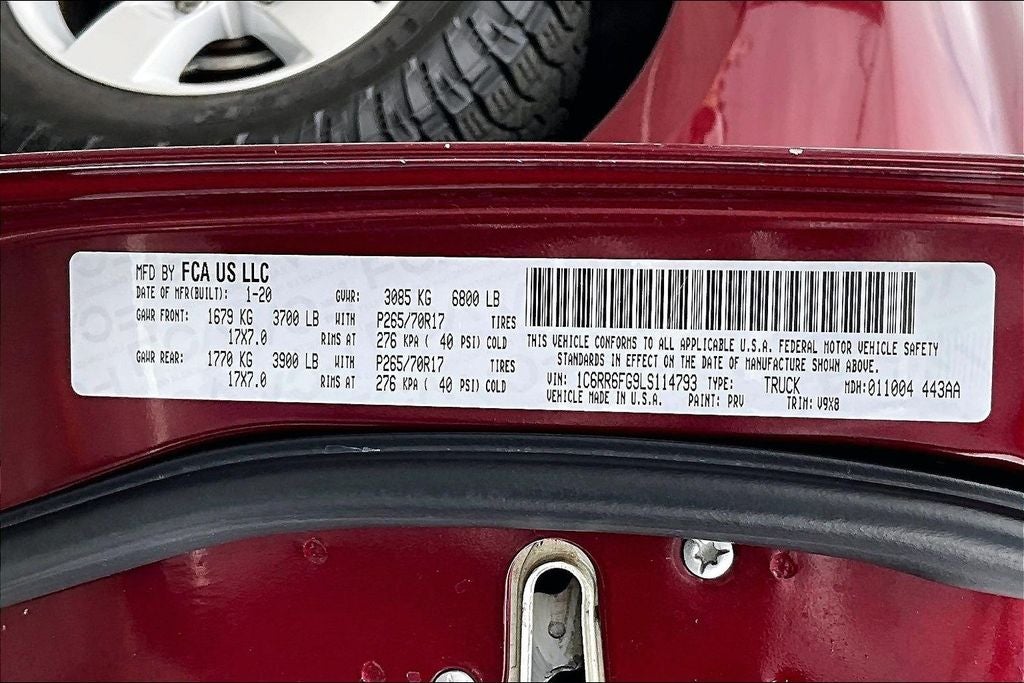 MFD BY FCA US LLC
DATE OF MFR(BUILT): 1-20 GVWR: 3085 KG 6800 LB
GAWR FRONT: 1679 KG 3700 LB WITH P265/70R17 TIRES
17X7.0 RIMS AT 276 KPA ( 40 PSI) COLD
GAWR REAR: 1770 KG 3900 LB WITH P265/70R17 TIRES
17X7.0 RIMS AT 276 KPA ( 40 PSI) COLD
THIS VEHICLE CONFORMS TO ALL APPLICABLE U.S.A. FEDERAL MOTOR VEHICLE SAFETY
STANDARDS IN EFFECT ON THE DATE OF MANUFACTURE SHOWN ABOVE.
VIN: 1C6RR6FG9LS114793 TYPE: TRUCK MDH:011004 443AA
VEHICLE MADE IN U.S.A. PAINT: PRV TRIM: V9X8